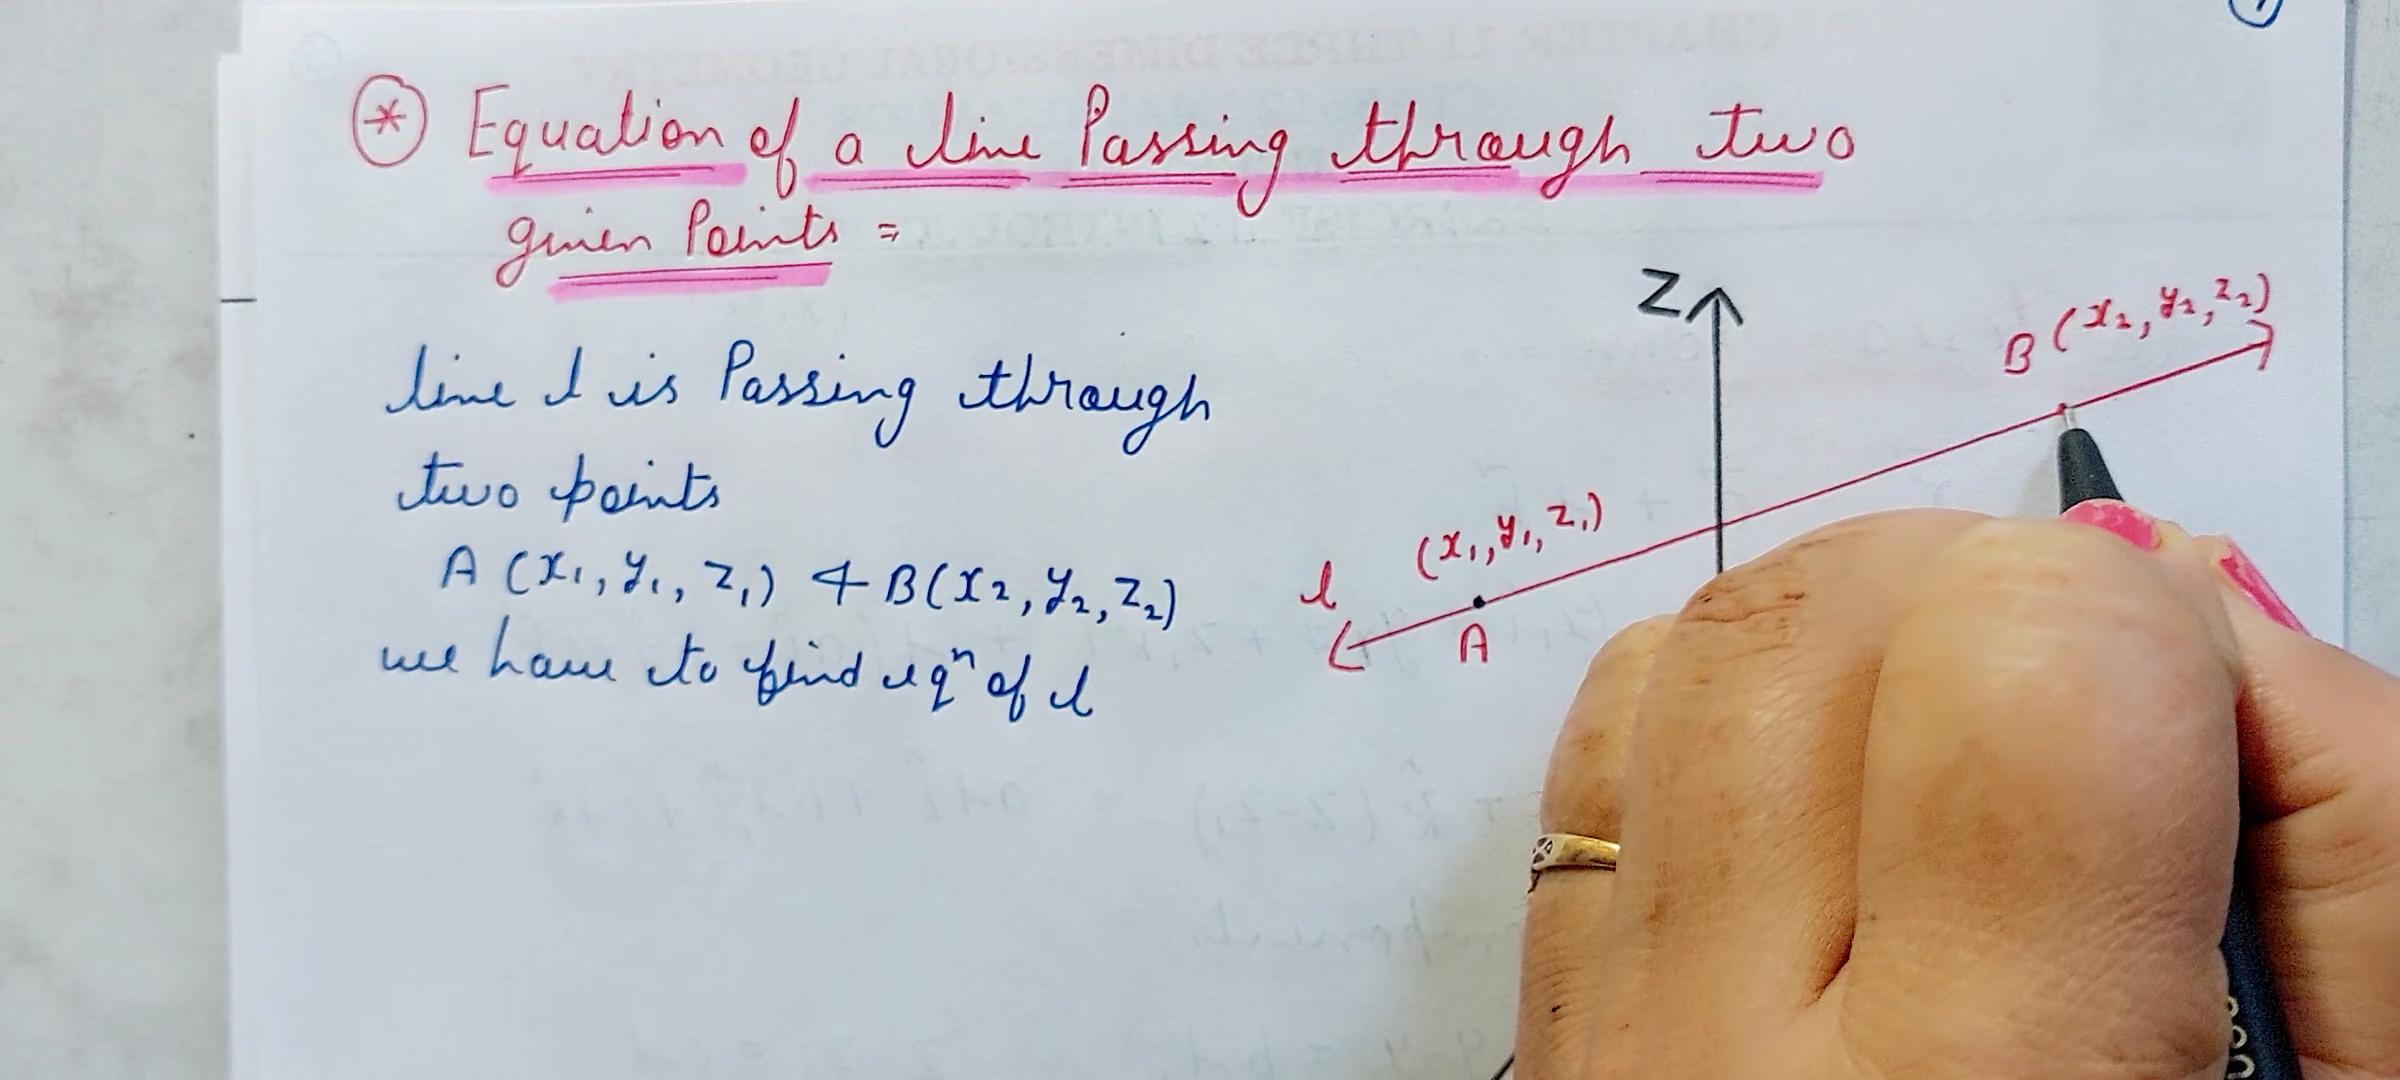 * Equation of a line Passing through two
given Points =
line l is Passing through
two points
A (x₁, y₁, z₁) & B(x₂, y₂, z₂)
we have to find eqⁿ of l
Z
B (x₂, y₂, z₂)
(x₁, y₁, z₁)
l
A